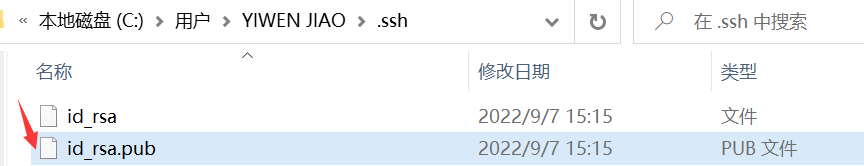 « 本地磁盘 (C:) > 用户 > YIWEN JIAO > .ssh 在 .ssh 中搜索
名称 修改日期 类型
id_rsa 2022/9/7 15:15 文件
id_rsa.pub 2022/9/7 15:15 PUB 文件